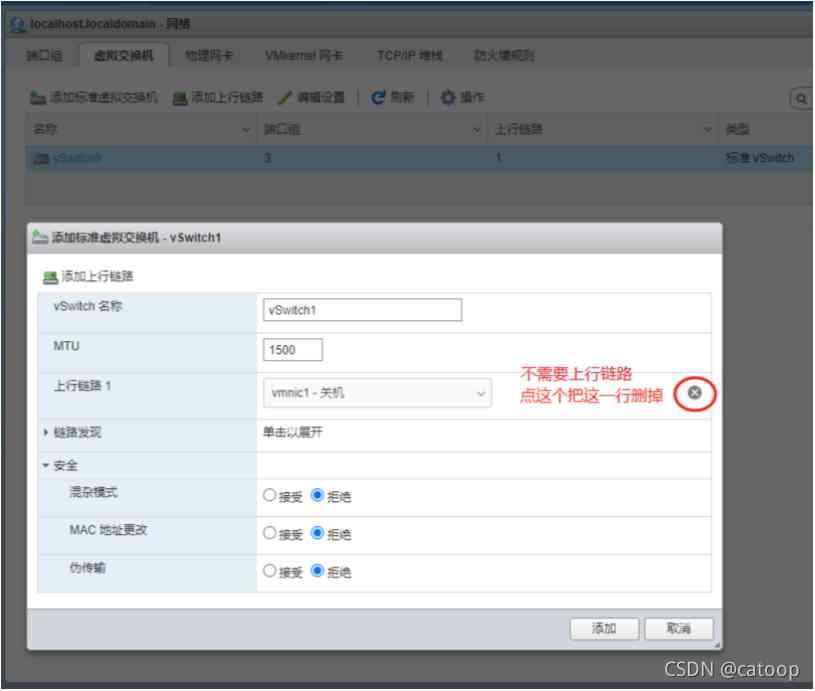 localhost.localdomain - 网络
端口组 虚拟交换机 物理网卡 VMkernel 网卡 TCP/IP 堆栈 防火墙规则
添加标准虚拟交换机 添加上行链路 编辑设置 刷新 操作
名称 端口组 上行链路 类型
vSwitch0 3 1 标准 vSwitch
添加标准虚拟交换机 - vSwitch1
添加上行链路
vSwitch 名称 vSwitch1
MTU 1500
不需要上行链路
上行链路 1 vmnic1 - 关机 点这个把这一行删掉
链路发现 单击以展开
安全
混杂模式 接受 拒绝
MAC 地址更改 接受 拒绝
伪传输 接受 拒绝
添加 取消
CSDN @catoop